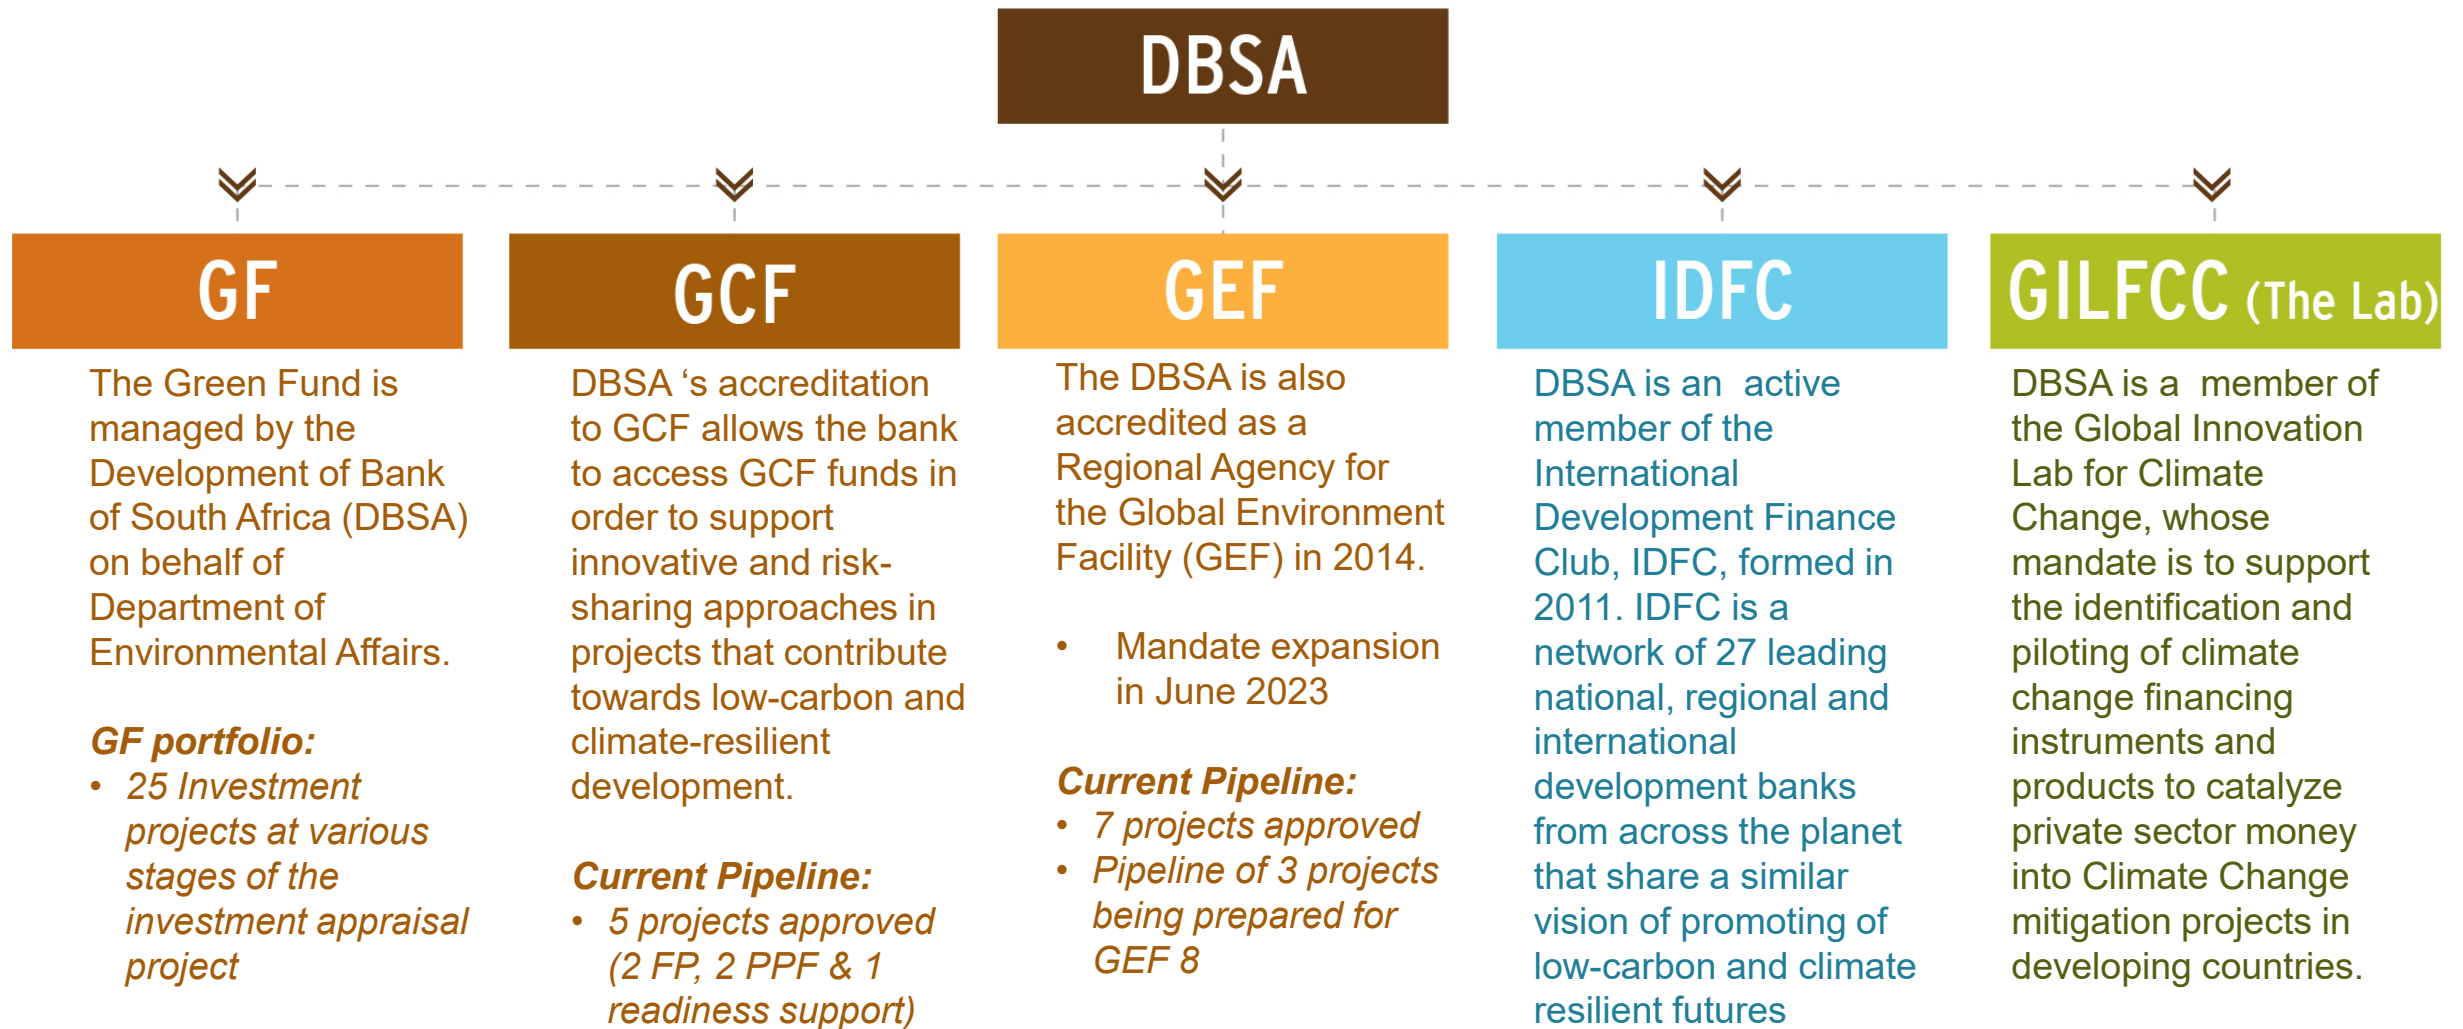 DBSA
GF
The Green Fund is
managed by the
Development of Bank
of South Africa (DBSA)
on behalf of
Department of
Environmental Affairs.
GF portfolio:
• 25 Investment
projects at various
stages of the
investment appraisal
project
GCF
DBSA ‘s accreditation
to GCF allows the bank
to access GCF funds in
order to support
innovative and risk-
sharing approaches in
projects that contribute
towards low-carbon and
climate-resilient
development.
Current Pipeline:
• 5 projects approved
(2 FP, 2 PPF & 1
readiness support)
GEF
The DBSA is also
accredited as a
Regional Agency for
the Global Environment
Facility (GEF) in 2014.
• Mandate expansion
in June 2023
Current Pipeline:
• 7 projects approved
• Pipeline of 3 projects
being prepared for
GEF 8
IDFC
DBSA is an active
member of the
International
Development Finance
Club, IDFC, formed in
2011. IDFC is a
network of 27 leading
national, regional and
international
development banks
from across the planet
that share a similar
vision of promoting of
low-carbon and climate
resilient futures
GILFCC (The Lab)
DBSA is a member of
the Global Innovation
Lab for Climate
Change, whose
mandate is to support
the identification and
piloting of climate
change financing
instruments and
products to catalyze
private sector money
into Climate Change
mitigation projects in
developing countries.